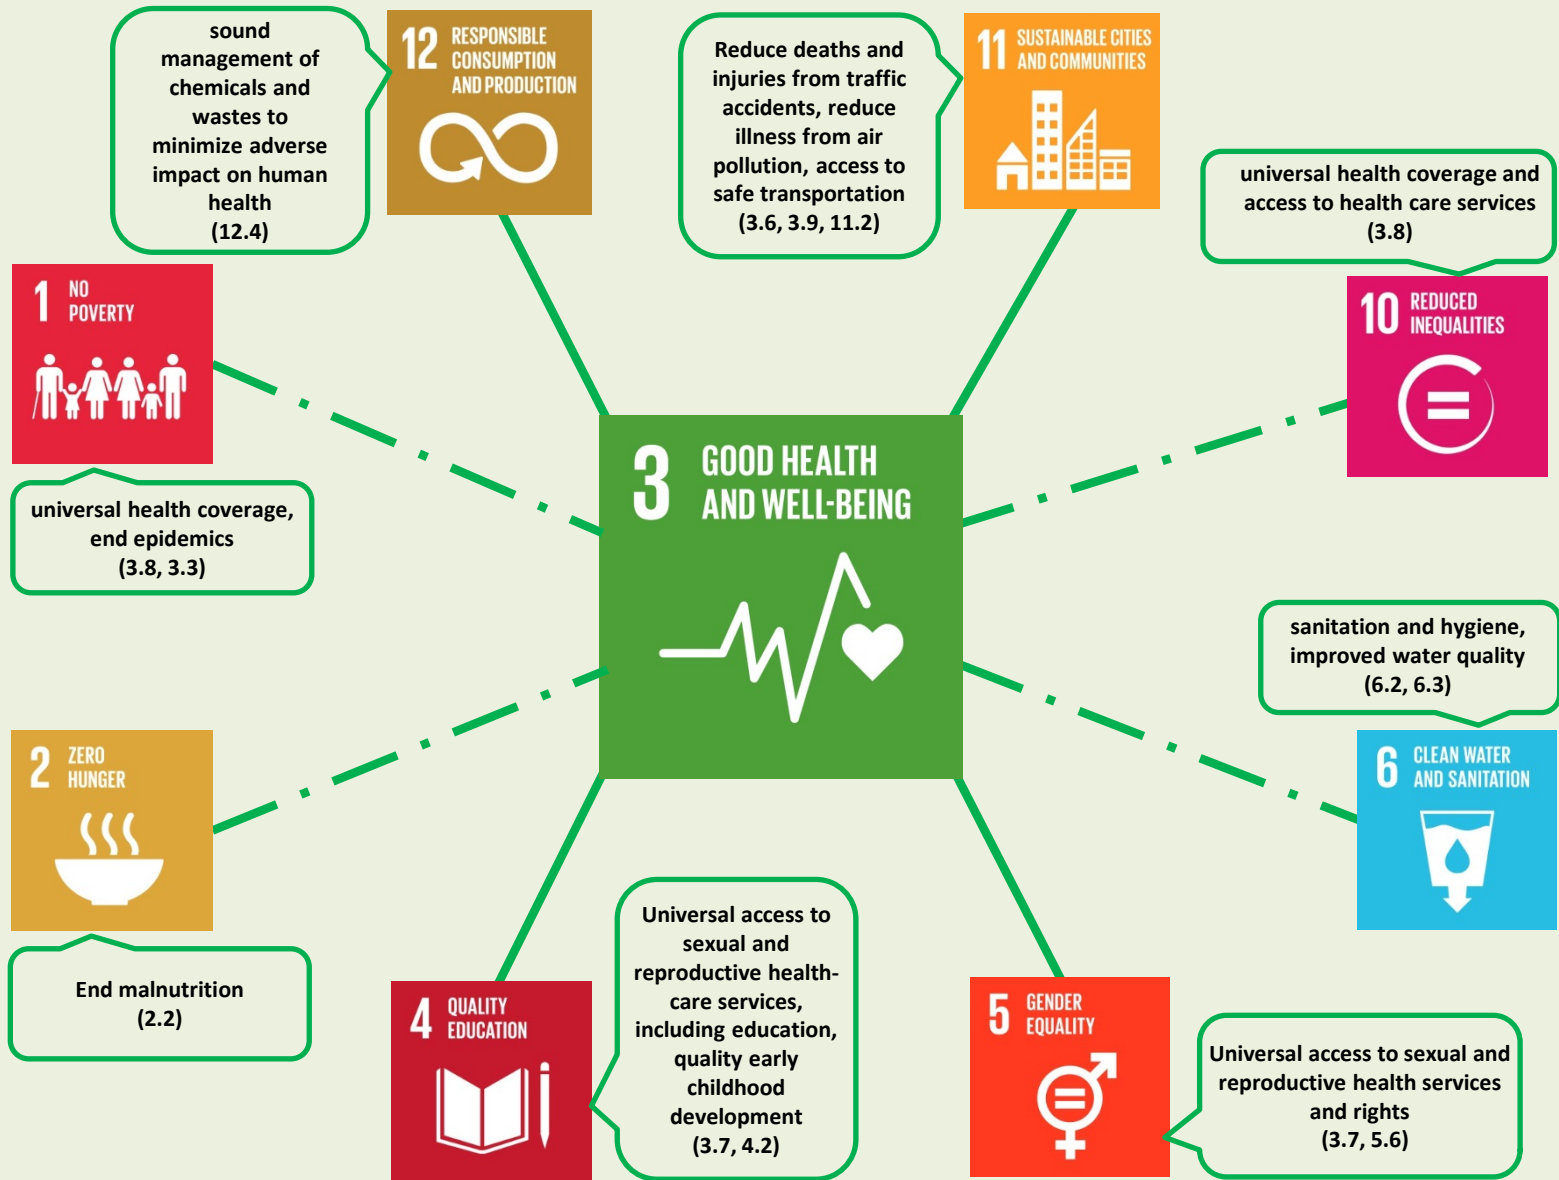 sound
management of
chemicals and
wastes to
minimize adverse
impact on human
health
(12.4)
12 RESPONSIBLE
CONSUMPTION
AND PRODUCTION
Reduce deaths and
injuries from traffic
accidents, reduce
illness from air
pollution, access to
safe transportation
(3.6, 3.9, 11.2)
11 SUSTAINABLE CITIES
AND COMMUNITIES
universal health coverage and
access to health care services
(3.8)
1 NO
POVERTY
10 REDUCED
INEQUALITIES
universal health coverage,
end epidemics
(3.8, 3.3)
3 GOOD HEALTH
AND WELL-BEING
sanitation and hygiene,
improved water quality
(6.2, 6.3)
2 ZERO
HUNGER
6 CLEAN WATER
AND SANITATION
End malnutrition
(2.2)
4 QUALITY
EDUCATION
Universal access to
sexual and
reproductive health-
care services,
including education,
quality early
childhood
development
(3.7, 4.2)
5 GENDER
EQUALITY
Universal access to sexual and
reproductive health services
and rights
(3.7, 5.6)